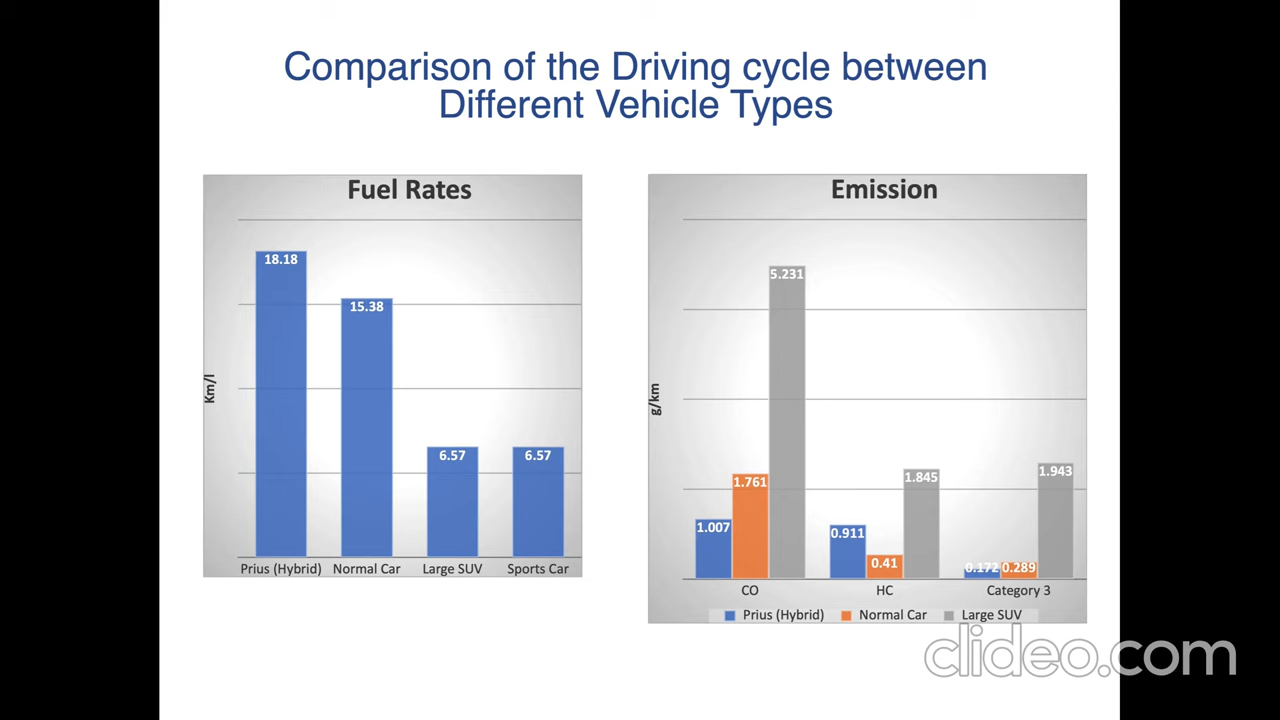 Comparison of the Driving cycle between
Different Vehicle Types
Fuel Rates
18.18
15.38
6.57
6.57
Km/l
Prius (Hybrid)
Normal Car
Large SUV
Sports Car
Emission
5.231
1.761
1.007
0.911
0.41
1.845
0.172
0.289
1.943
g/km
CO
HC
Category 3
Prius (Hybrid)
Normal Car
Large SUV
clideo.com